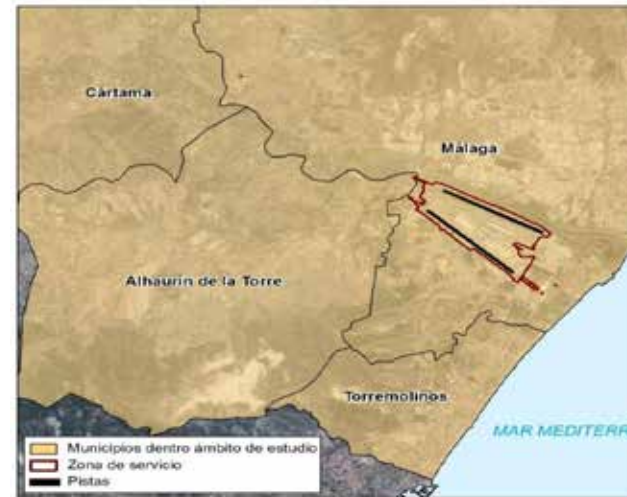 Cártama
Málaga
Alhaurín de la Torre
Torremolinos
MAR MEDITERR
Municipios dentro ámbito de estudio
Zona de servicio
Pistas